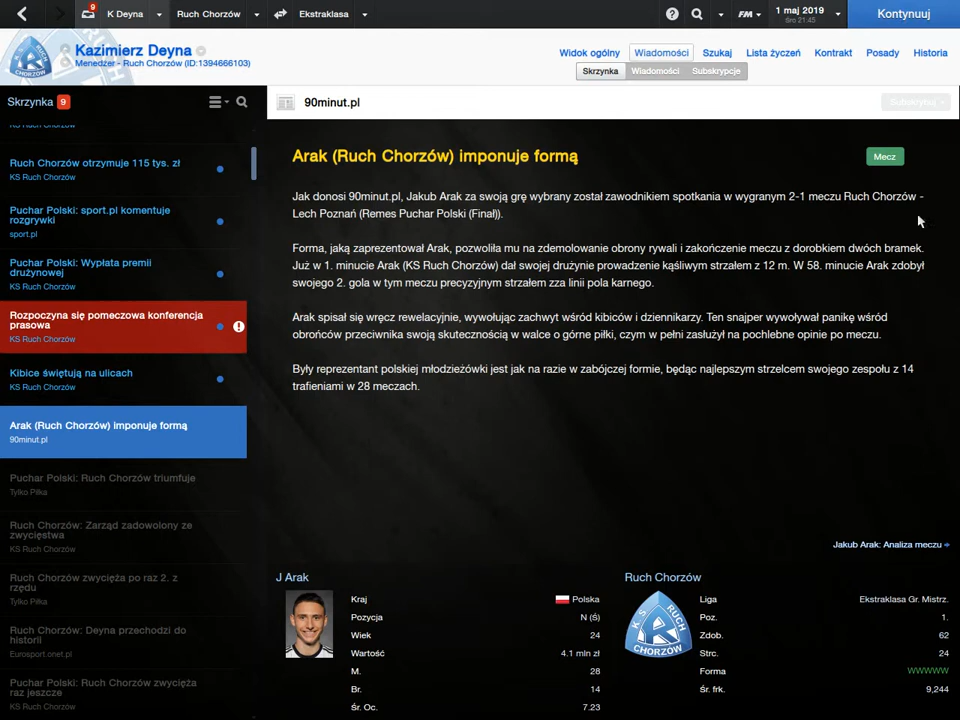 9
K Deyna
Ruch Chorzów
Ekstraklasa
?
FM
1 maj 2019
Śro 21:45
Kontynuuj
Kazimierz Deyna
Menedżer - Ruch Chorzów (ID:1394666103)
Widok ogólny
Wiadomości
Szukaj
Lista życzeń
Kontrakt
Posady
Historia
Skrzynka
Wiadomości
Subskrypcje
Skrzynka 9
90minut.pl
Subskrybuj
KS Ruch Chorzów
Ruch Chorzów otrzymuje 115 tys. zł
KS Ruch Chorzów
Puchar Polski: sport.pl komentuje
rozgrywki
sport.pl
Puchar Polski: Wypłata premii
drużynowej
KS Ruch Chorzów
Rozpoczyna się pomeczowa konferencja
prasowa
KS Ruch Chorzów
Kibice świętują na ulicach
KS Ruch Chorzów
Arak (Ruch Chorzów) imponuje formą
90minut.pl
Puchar Polski: Ruch Chorzów triumfuje
Tylko Piłka
Ruch Chorzów: Zarząd zadowolony ze
zwycięstwa
KS Ruch Chorzów
Ruch Chorzów zwycięża po raz 2. z
rzędu
Tylko Piłka
Ruch Chorzów: Deyna przechodzi do
historii
Eurosport.onet.pl
Puchar Polski: Ruch Chorzów zwycięża
raz jeszcze
KS Ruch Chorzów
Arak (Ruch Chorzów) imponuje formą
Mecz
Jak donosi 90minut.pl, Jakub Arak za swoją grę wybrany został zawodnikiem spotkania w wygranym 2-1 meczu Ruch Chorzów -
Lech Poznań (Remes Puchar Polski (Finał)).
Forma, jaką zaprezentował Arak, pozwoliła mu na zdemolowanie obrony rywali i zakończenie meczu z dorobkiem dwóch bramek.
Już w 1. minucie Arak (KS Ruch Chorzów) dał swojej drużynie prowadzenie kąśliwym strzałem z 12 m. W 58. minucie Arak zdobył
swojego 2. gola w tym meczu precyzyjnym strzałem zza linii pola karnego.
Arak spisał się wręcz rewelacyjnie, wywołując zachwyt wśród kibiców i dziennikarzy. Ten snajper wywoływał panikę wśród
obrońców przeciwnika swoją skutecznością w walce o górne piłki, czym w pełni zasłużył na pochlebne opinie po meczu.
Były reprezentant polskiej młodzieżówki jest jak na razie w zabójczej formie, będąc najlepszym strzelcem swojego zespołu z 14
trafieniami w 28 meczach.
Jakub Arak: Analiza meczu
J Arak
Kraj Polska
Pozycja N (Ś)
Wiek 24
Wartość 4.1 mln zł
M. 28
Br. 14
Śr. Oc. 7.23
Ruch Chorzów
K S RUCH
CHORZÓW
Liga Ekstraklasa Gr. Mistrz.
Poz. 1.
Zdob. 62
Strc. 24
Forma WWWWW
Śr. frk. 9,244